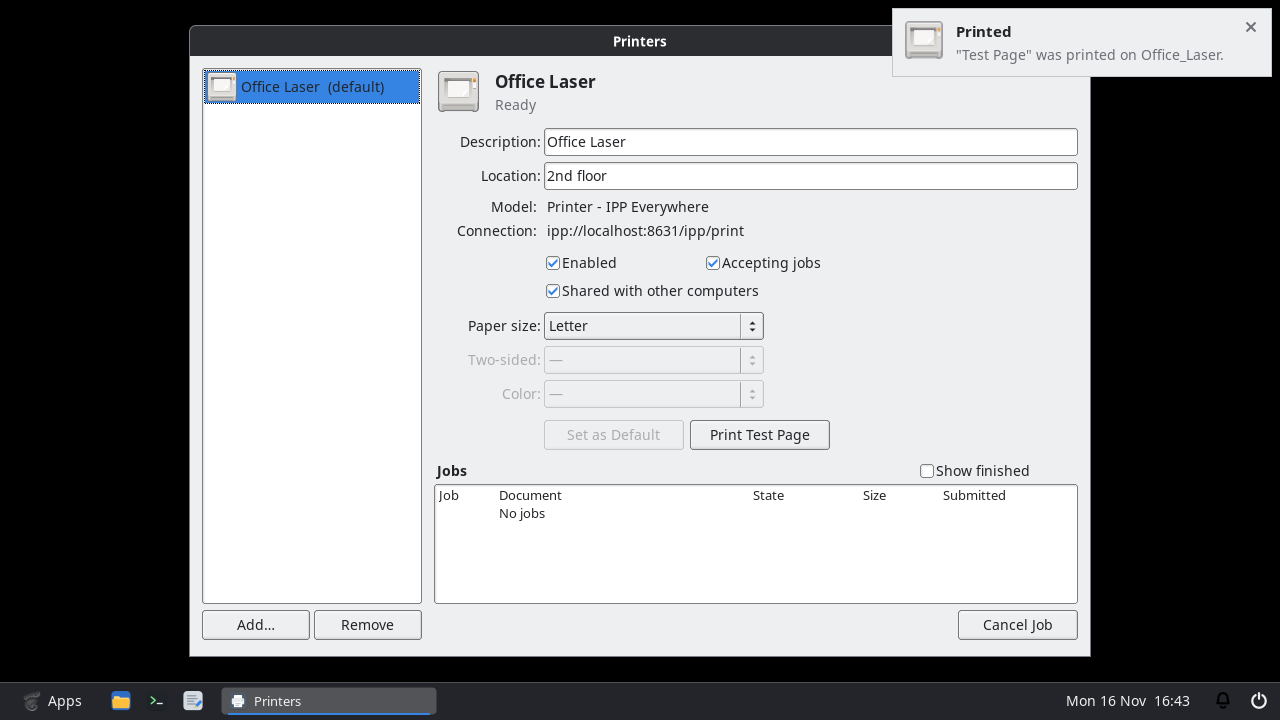 Printers
Printed
"Test Page" was printed on Office_Laser.
Office Laser  (default)
Office Laser
Ready
Description: Office Laser
Location: 2nd floor
Model: Printer - IPP Everywhere
Connection: ipp://localhost:8631/ipp/print
Enabled Accepting jobs
Shared with other computers
Paper size: Letter
Two-sided: —
Color: —
Set as Default Print Test Page
Jobs Show finished
Job Document State Size Submitted
No jobs
Add... Remove Cancel Job
Apps Printers Mon 16 Nov  16:43